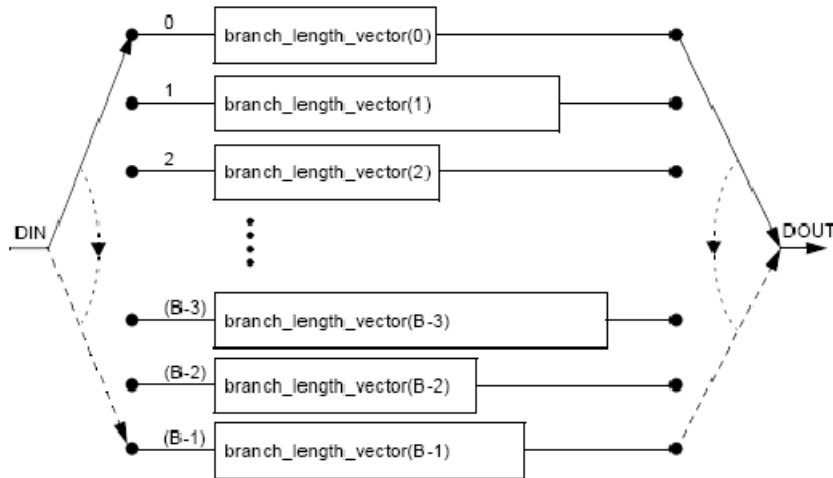 0
branch_length_vector(0)
1
branch_length_vector(1)
2
branch_length_vector(2)
DIN
DOUT
(B-3)
branch_length_vector(B-3)
(B-2)
branch_length_vector(B-2)
(B-1)
branch_length_vector(B-1)